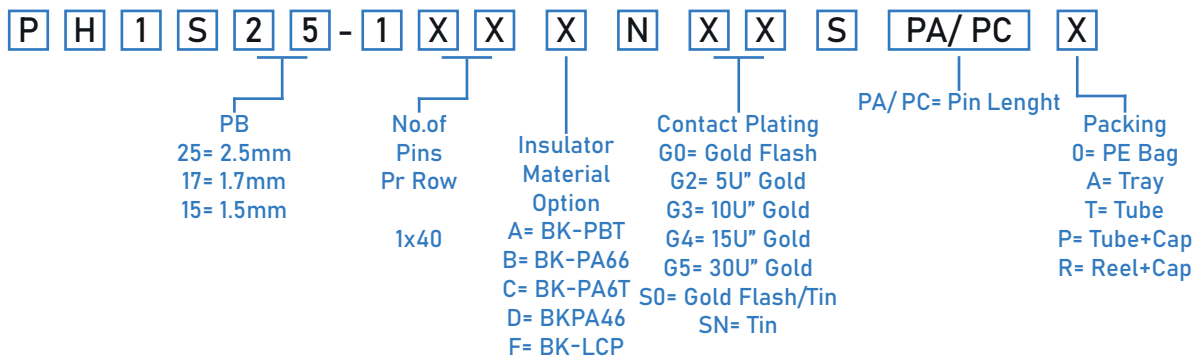 P H 1 S 2 5 - 1 X X X N X X S PA/ PC X
PB
25= 2.5mm
17= 1.7mm
15= 1.5mm
No.of
Pins
Pr Row
1x40
Insulator
Material
Option
A= BK-PBT
B= BK-PA66
C= BK-PA6T
D= BKPA46
F= BK-LCP
Contact Plating
G0= Gold Flash
G2= 5U” Gold
G3= 10U” Gold
G4= 15U” Gold
G5= 30U” Gold
S0= Gold Flash/Tin
SN= Tin
PA/ PC= Pin Lenght
Packing
0= PE Bag
A= Tray
T= Tube
P= Tube+Cap
R= Reel+Cap